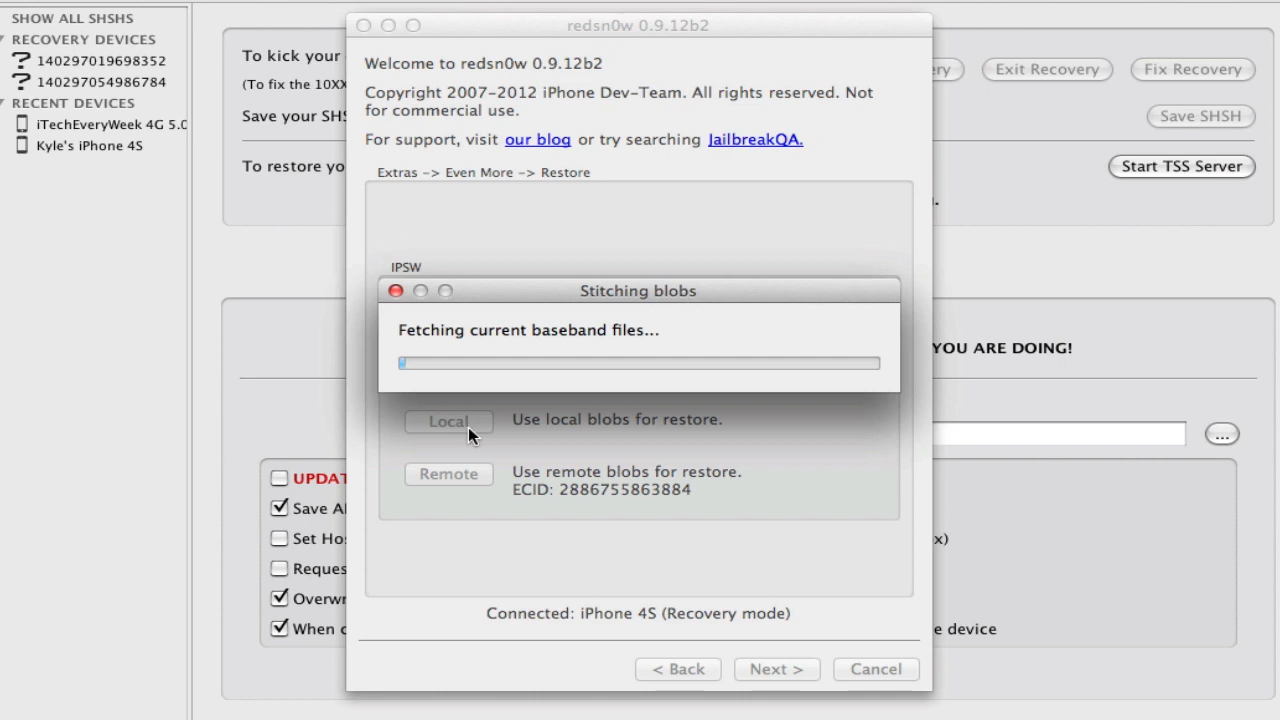 SHOW ALL SHSHS
RECOVERY DEVICES
140297019698352
140297054986784
RECENT DEVICES
iTechEveryWeek 4G 5.0
Kyle's iPhone 4S
To kick your
(To fix the 10XX
Save your SHS
To restore yo
Exit Recovery
Fix Recovery
Save SHSH
Start TSS Server
redsn0w 0.9.12b2
Welcome to redsn0w 0.9.12b2
Copyright 2007-2012 iPhone Dev-Team. All rights reserved. Not
for commercial use.
For support, visit our blog or try searching JailbreakQA.
Extras -> Even More -> Restore
IPSW
Stitching blobs
Fetching current baseband files...
Local
Use local blobs for restore.
Remote
Use remote blobs for restore.
ECID: 2886755863884
Connected: iPhone 4S (Recovery mode)
< Back
Next >
Cancel
YOU ARE DOING!
...
UPDAT
Save Al
Set Hos
x)
Reques
Overwr
When c
e device